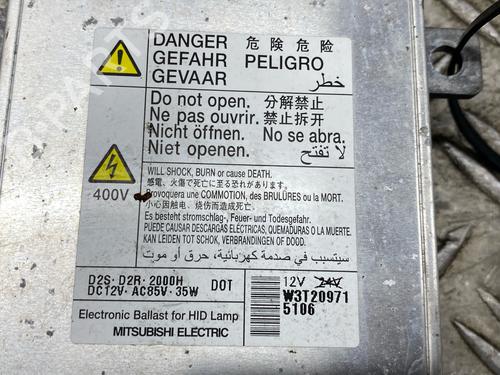 DANGER 危険 危险
GEFAHR PELIGRO
GEVAAR خطر
Do not open. 分解禁止
Ne pas ouvrir. 禁止拆开
Nicht öffnen. No se abra.
Niet openen. لا تفتح
400V
WILL SHOCK, BURN or cause DEATH.
感電、火傷で死亡に至る恐れがあります。
Provoquera une COMMOTION, des BRULÛRES ou la MORT.
小心因触电、烧伤而造成死亡。
Es besteht stromschlag-, Feuer- und Todesgefahr.
PUEDE CAUSAR DESCARGAS ELÉCTRICAS, QUEMADURAS O LA MUERTE.
KAN LEIDEN TOT SCHOK, VERBRANDINGEN OF DOOD.
سيتسبب في صدمة كهربائية، حرق أو موت
D2S·D2R·2000H
DC12V·AC85V·35W DOT
12V 24V
W3T20971
5106
Electronic Ballast for HID Lamp
MITSUBISHI ELECTRIC